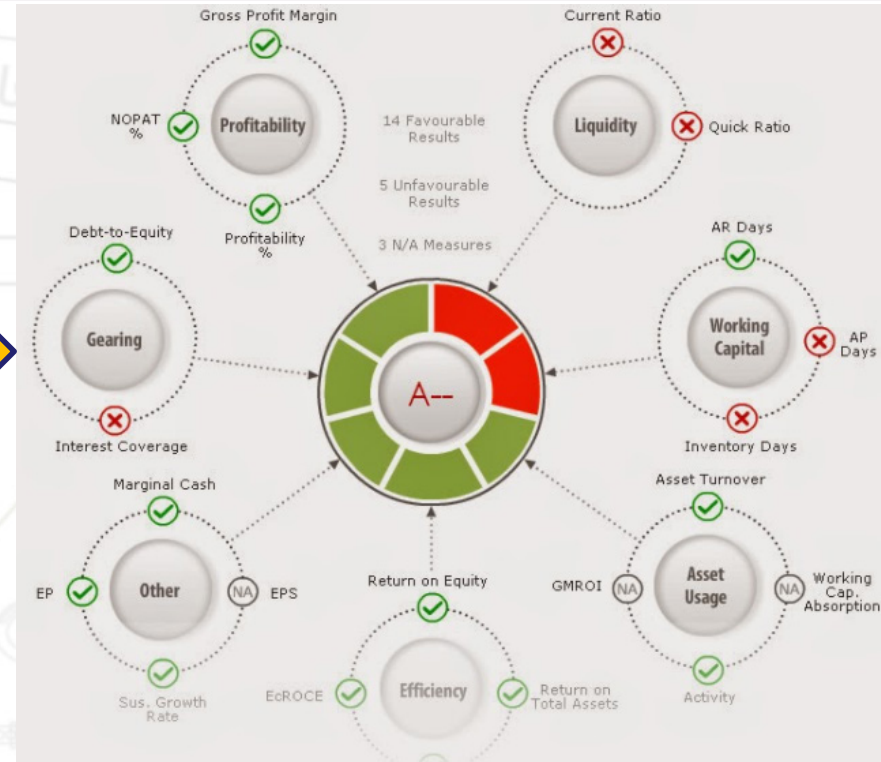 Gross Profit Margin
NOPAT
%
Profitability
Profitability
%
14 Favourable
Results
5 Unfavourable
Results
3 N/A Measures
Current Ratio
Liquidity
Quick Ratio
Debt-to-Equity
Gearing
Interest Coverage
AR Days
Working
Capital
AP
Days
Inventory Days
A--
Marginal Cash
EP
Other
NA
EPS
Sus. Growth
Rate
Return on Equity
EcROCE
Efficiency
Return on
Total Assets
Asset Turnover
GMROI
NA
Asset
Usage
NA
Working
Cap.
Absorption
Activity